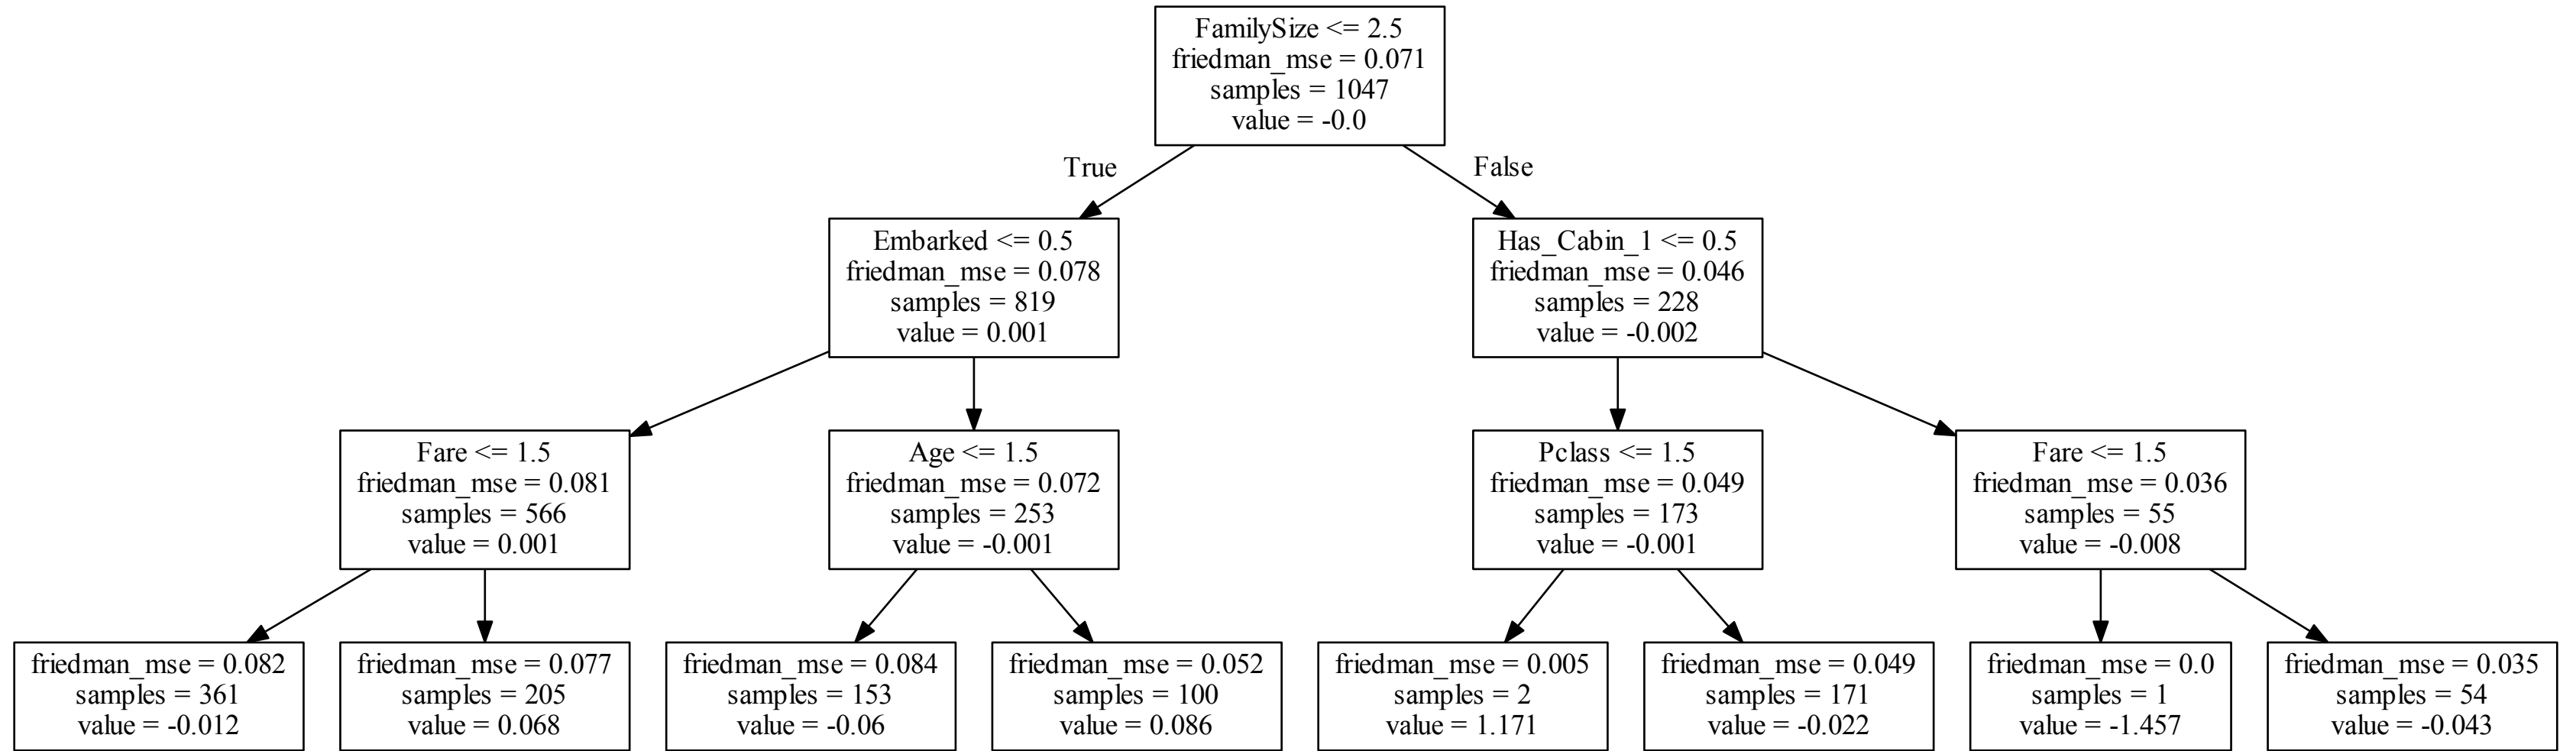 FamilySize <= 2.5
friedman_mse = 0.071
samples = 1047
value = -0.0
True
False
Embarked <= 0.5
friedman_mse = 0.078
samples = 819
value = 0.001
Has_Cabin_1 <= 0.5
friedman_mse = 0.046
samples = 228
value = -0.002
Fare <= 1.5
friedman_mse = 0.081
samples = 566
value = 0.001
Age <= 1.5
friedman_mse = 0.072
samples = 253
value = -0.001
Pclass <= 1.5
friedman_mse = 0.049
samples = 173
value = -0.001
Fare <= 1.5
friedman_mse = 0.036
samples = 55
value = -0.008
friedman_mse = 0.082
samples = 361
value = -0.012
friedman_mse = 0.077
samples = 205
value = 0.068
friedman_mse = 0.084
samples = 153
value = -0.06
friedman_mse = 0.052
samples = 100
value = 0.086
friedman_mse = 0.005
samples = 2
value = 1.171
friedman_mse = 0.049
samples = 171
value = -0.022
friedman_mse = 0.0
samples = 1
value = -1.457
friedman_mse = 0.035
samples = 54
value = -0.043